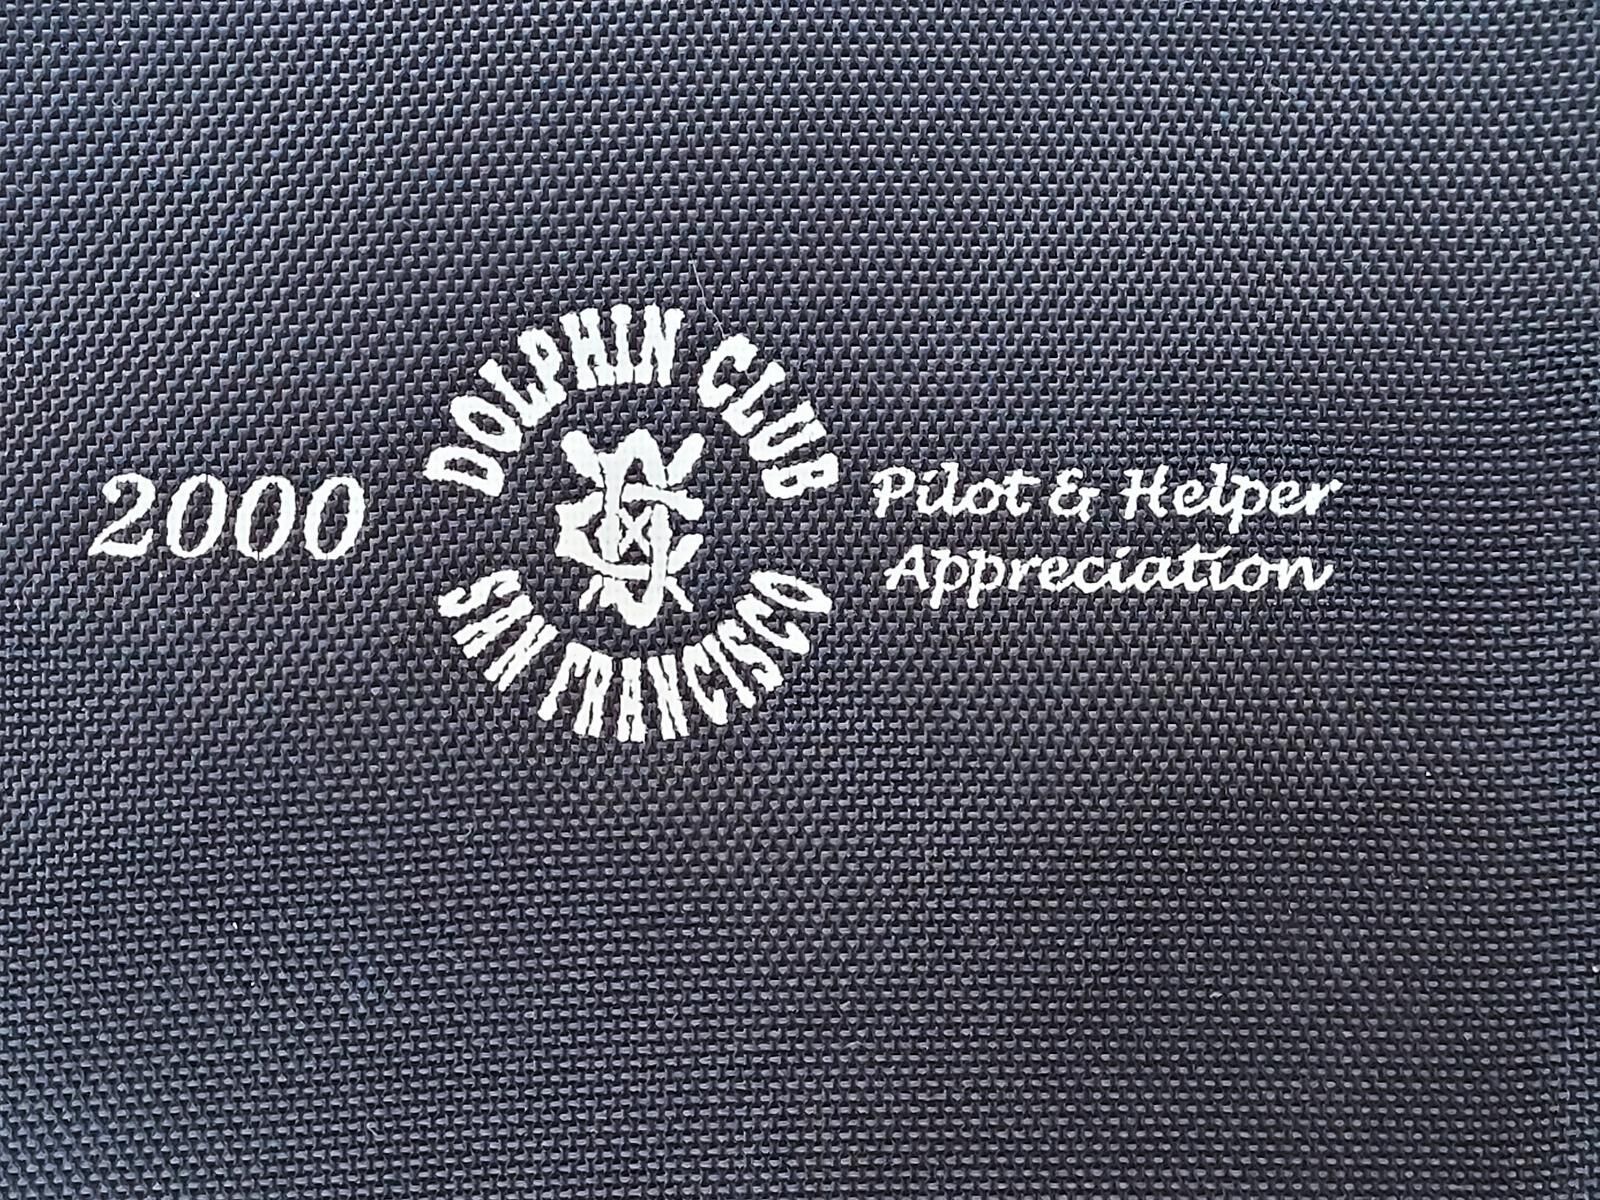 2000
DOLPHIN CLUB
SAN FRANCISCO
Pilot & Helper
Appreciation